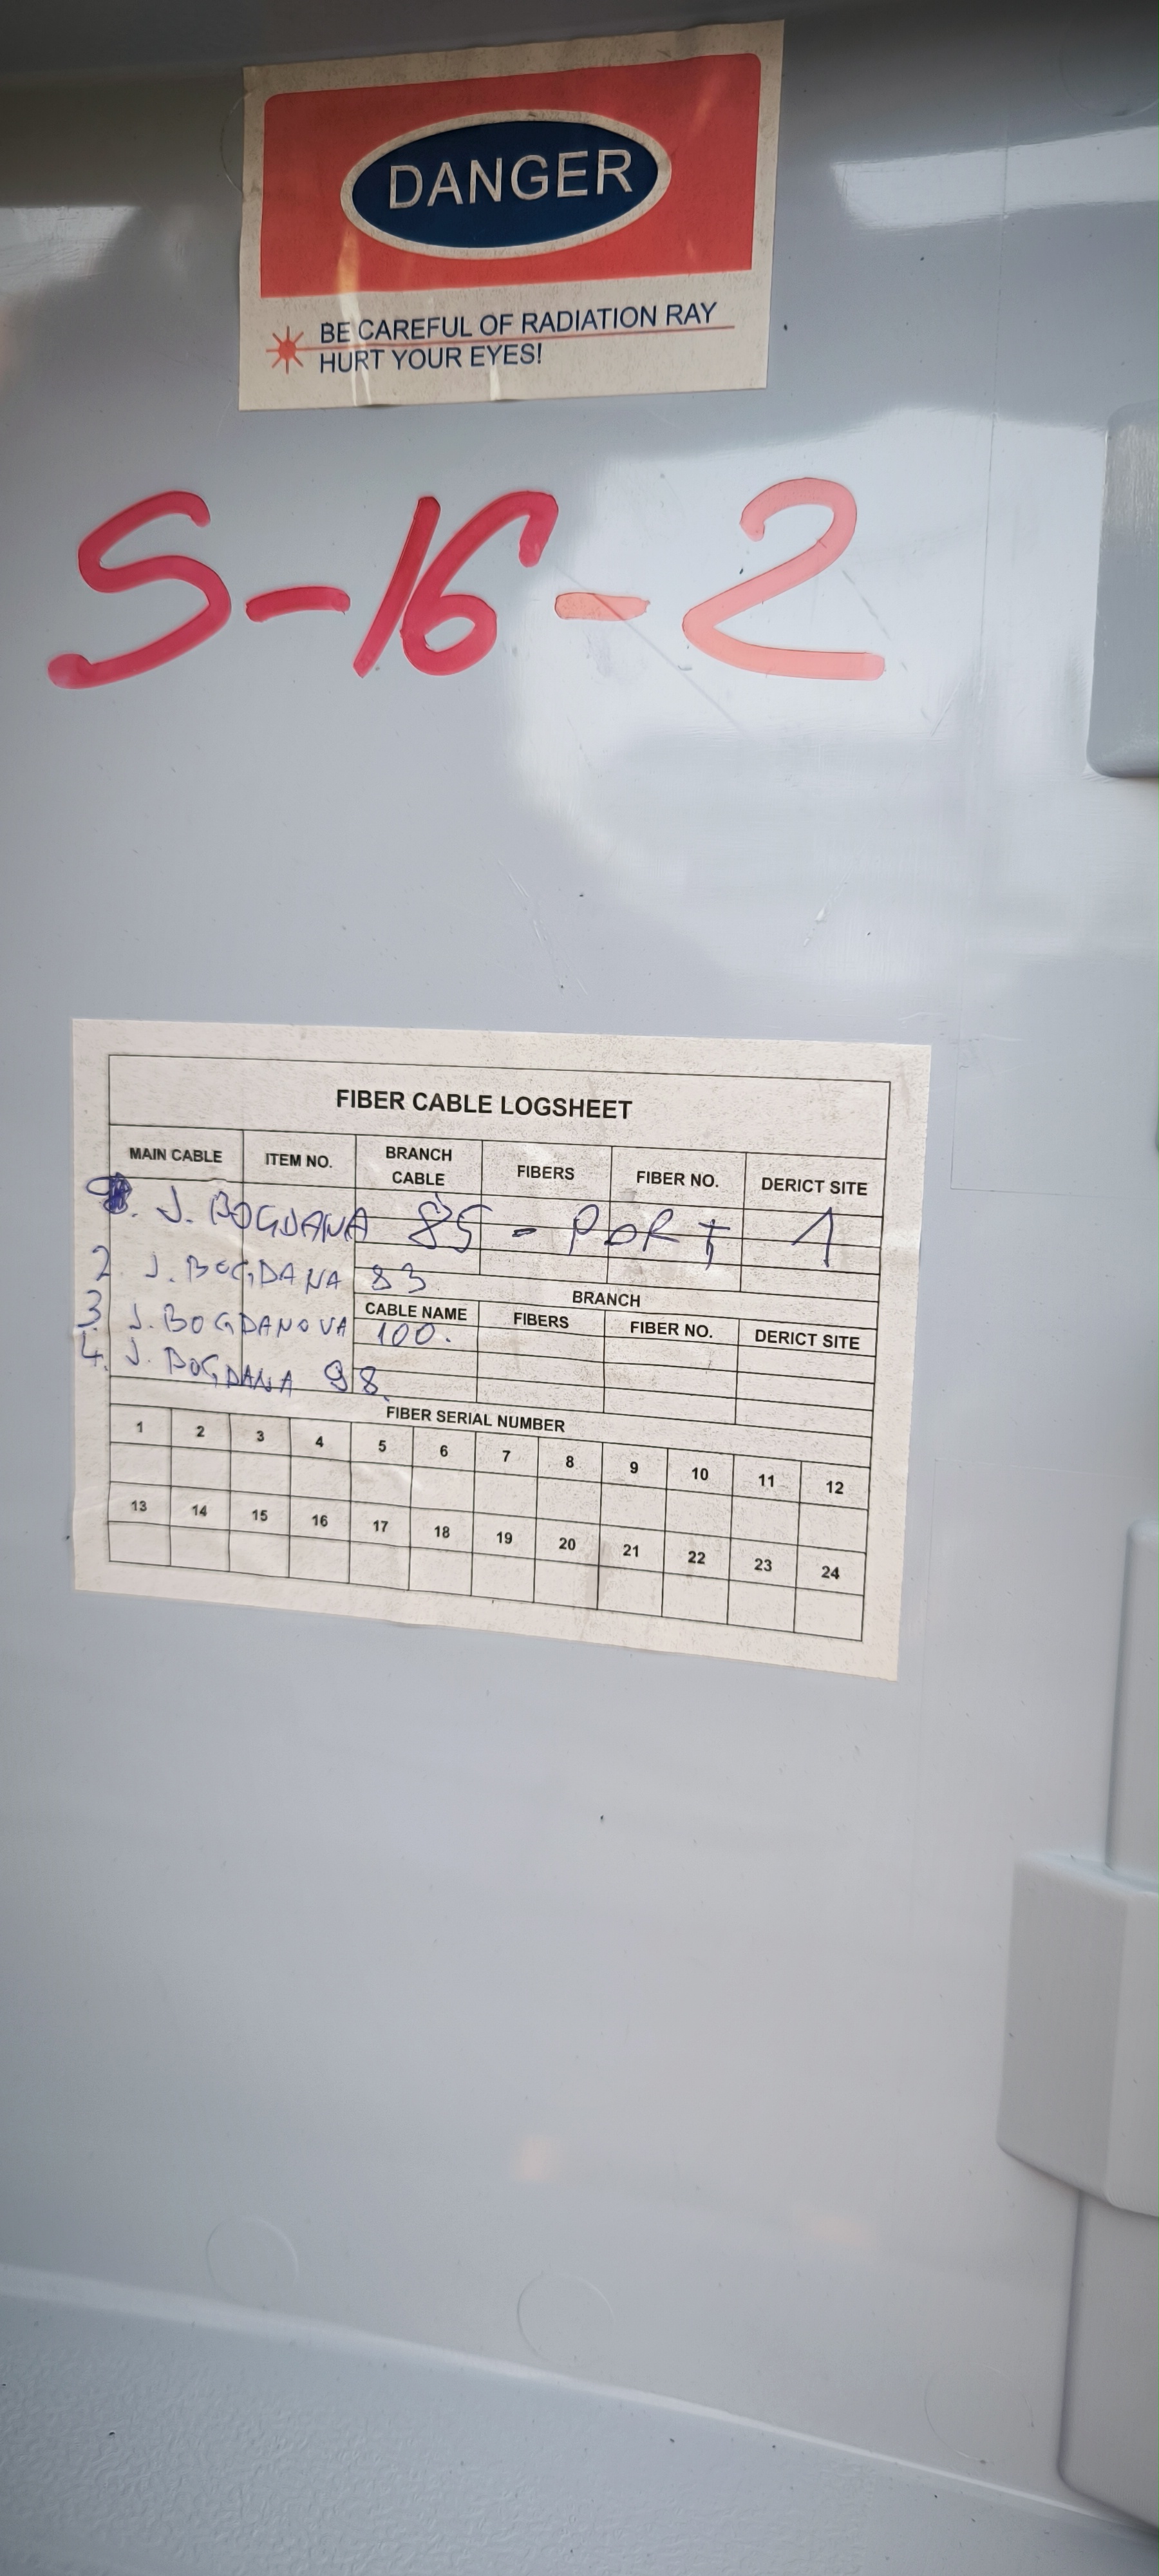 DANGER
BE CAREFUL OF RADIATION RAY
HURT YOUR EYES!
S-16-2
FIBER CABLE LOGSHEET
MAIN CABLE ITEM NO. BRANCH CABLE FIBERS FIBER NO. DERICT SITE
J. BOGDANA 85 - PORT 1
2. J. BOGDANA 83
BRANCH
CABLE NAME FIBERS FIBER NO. DERICT SITE
3 J. BOGDANOVA 100.
4. J. BOGDANA 98.
FIBER SERIAL NUMBER
1 2 3 4 5 6 7 8 9 10 11 12
13 14 15 16 17 18 19 20 21 22 23 24